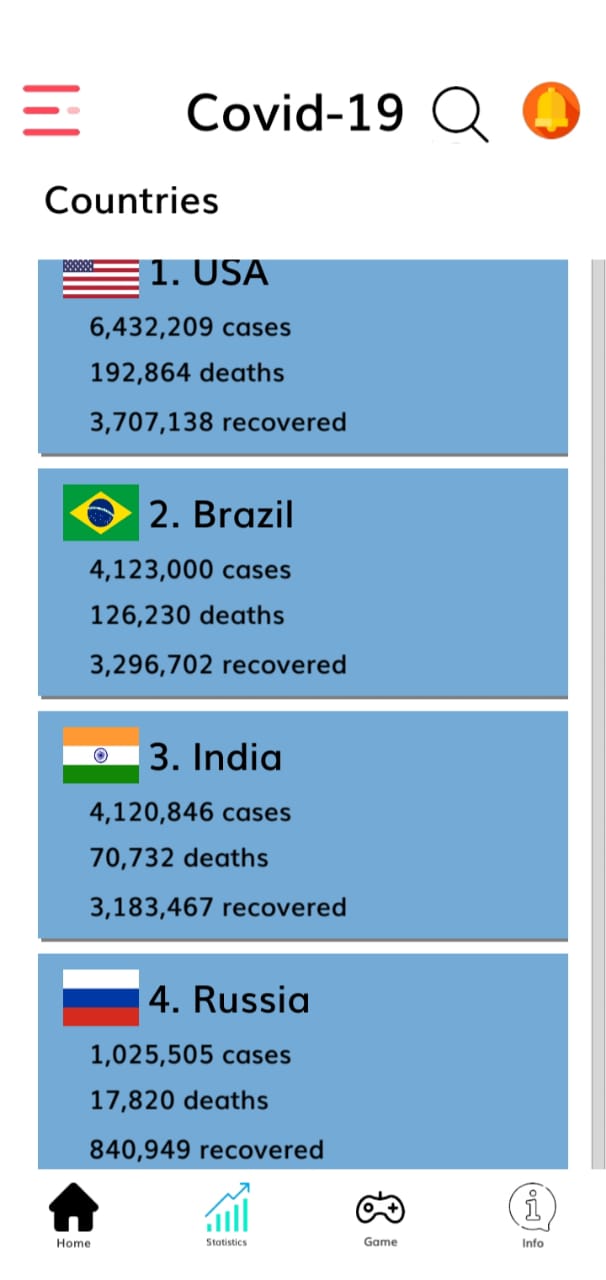 Covid-19
Countries
1. USA
6,432,209 cases
192,864 deaths
3,707,138 recovered
2. Brazil
4,123,000 cases
126,230 deaths
3,296,702 recovered
3. India
4,120,846 cases
70,732 deaths
3,183,467 recovered
4. Russia
1,025,505 cases
17,820 deaths
840,949 recovered
Home Statistics Game Info